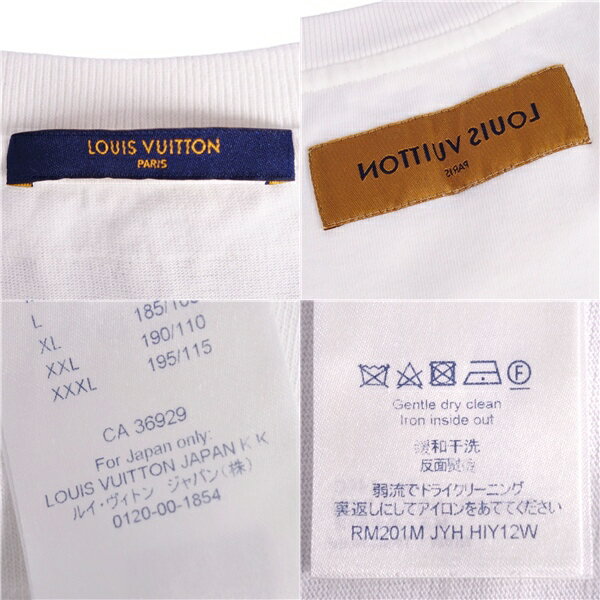 LOUIS VUITTON
PARIS
LOUIS VUITTON
PARIS
L 185/105
XL 190/110
XXL 195/115
XXXL
CA 36929
For Japan only:
LOUIS VUITTON JAPAN K K
ルイ・ヴィトン ジャパン(株)
0120-00-1854
Gentle dry clean
Iron inside out
缓和干洗
反面熨烫
弱流でドライクリーニング
裏返しにしてアイロンをあててください
RM201M JYH HIY12W